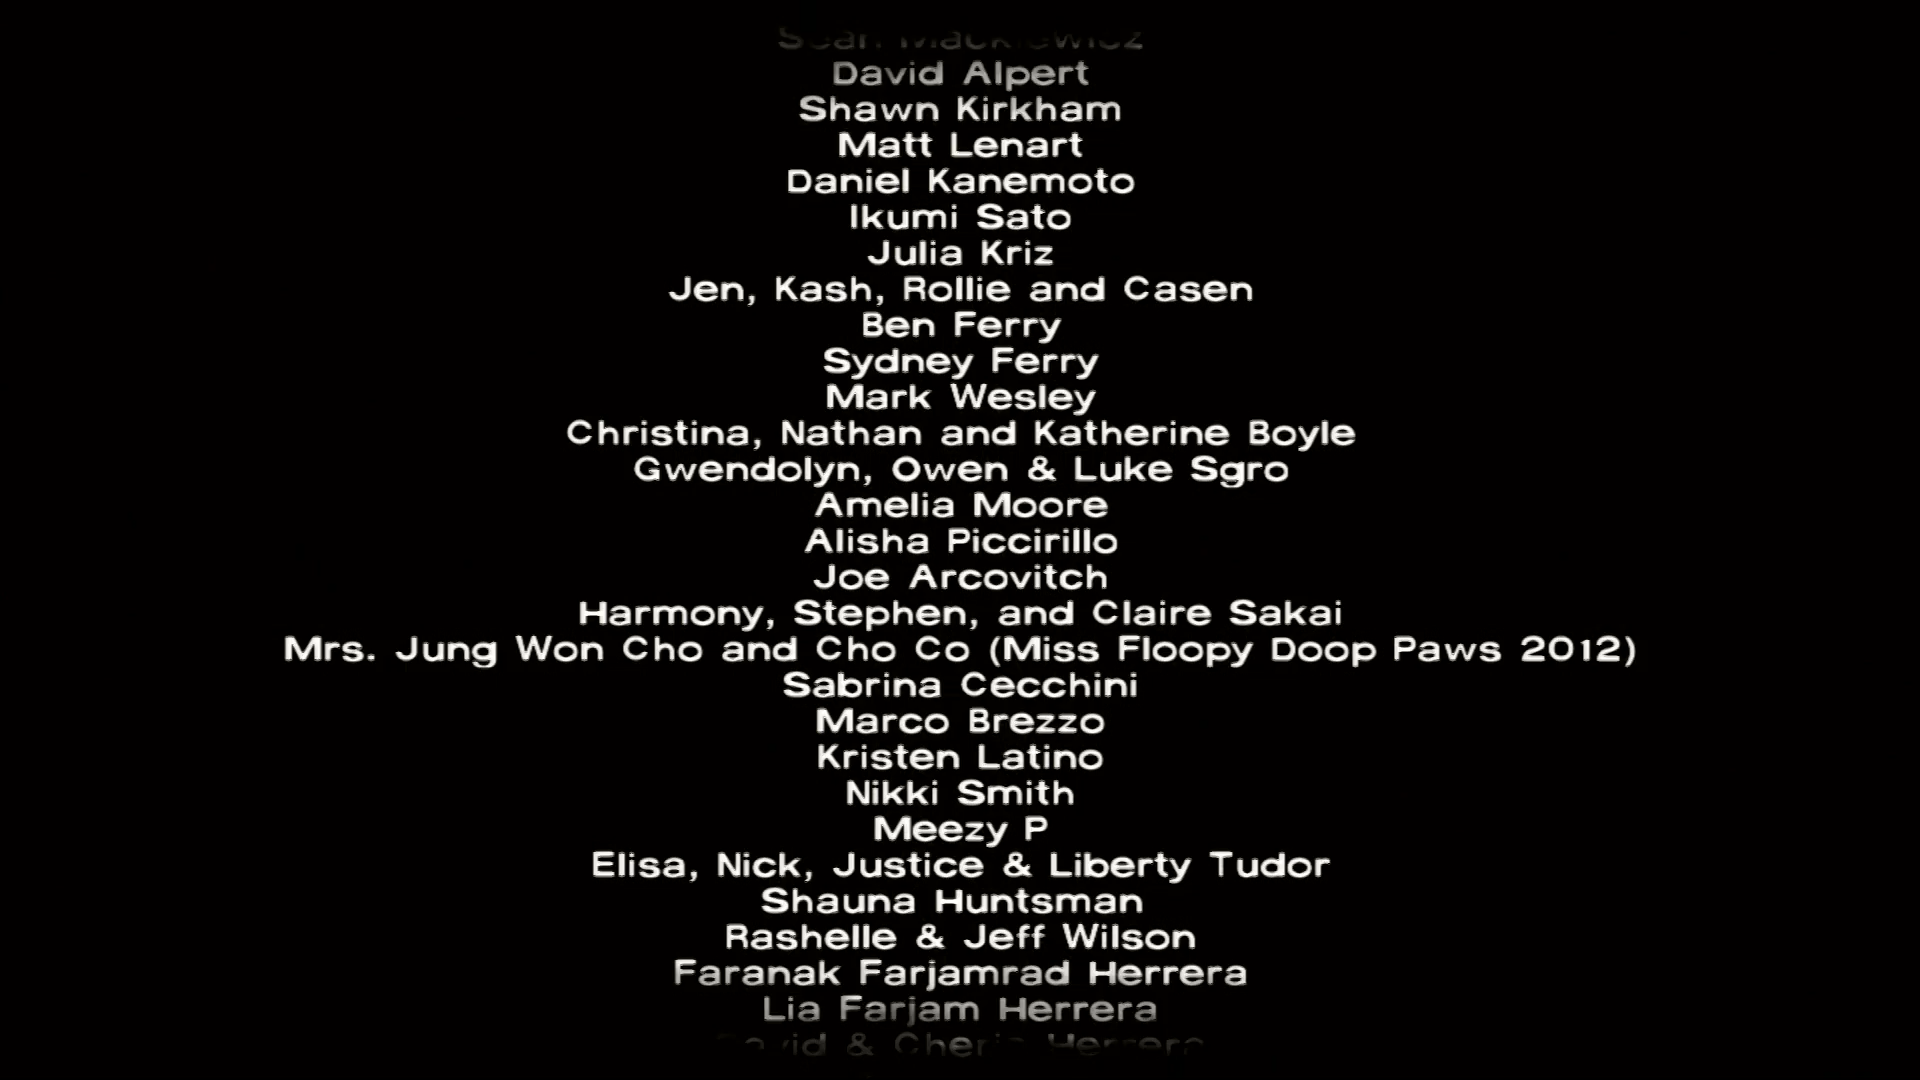 Sean Mackiewicz
David Alpert
Shawn Kirkham
Matt Lenart
Daniel Kanemoto
Ikumi Sato
Julia Kriz
Jen, Kash, Rollie and Casen
Ben Ferry
Sydney Ferry
Mark Wesley
Christina, Nathan and Katherine Boyle
Gwendolyn, Owen & Luke Sgro
Amelia Moore
Alisha Piccirillo
Joe Arcovitch
Harmony, Stephen, and Claire Sakai
Mrs. Jung Won Cho and Cho Co (Miss Floopy Doop Paws 2012)
Sabrina Cecchini
Marco Brezzo
Kristen Latino
Nikki Smith
Meezy P
Elisa, Nick, Justice & Liberty Tudor
Shauna Huntsman
Rashelle & Jeff Wilson
Faranak Farjamrad Herrera
Lia Farjam Herrera
David & Herrera